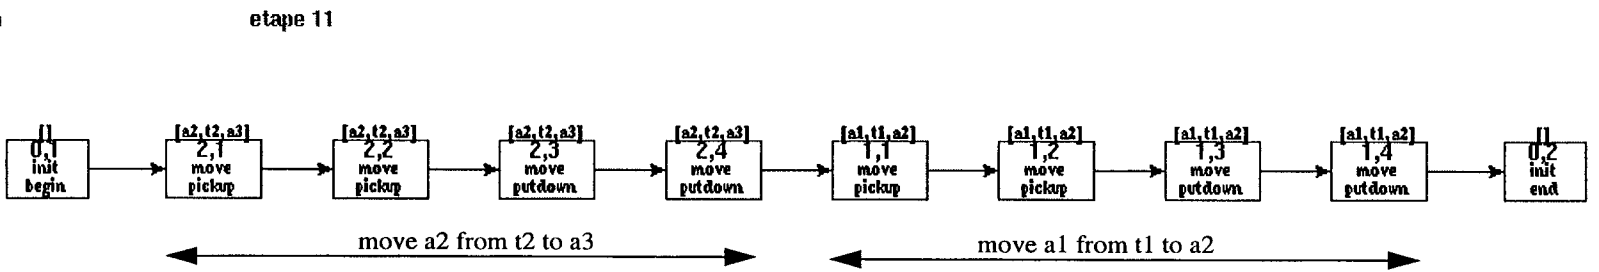 etape 11
[]
0,1
init
begin
[a2,t2,a3]
2,1
move
pickup
[a2,t2,a3]
2,2
move
pickup
[a2,t2,a3]
2,3
move
putdown
[a2,t2,a3]
2,4
move
putdown
[a1,t1,a2]
1,1
move
pickup
[a1,t1,a2]
1,2
move
pickup
[a1,t1,a2]
1,3
move
putdown
[a1,t1,a2]
1,4
move
putdown
[]
0,2
init
end
move a2 from t2 to a3
move a1 from t1 to a2